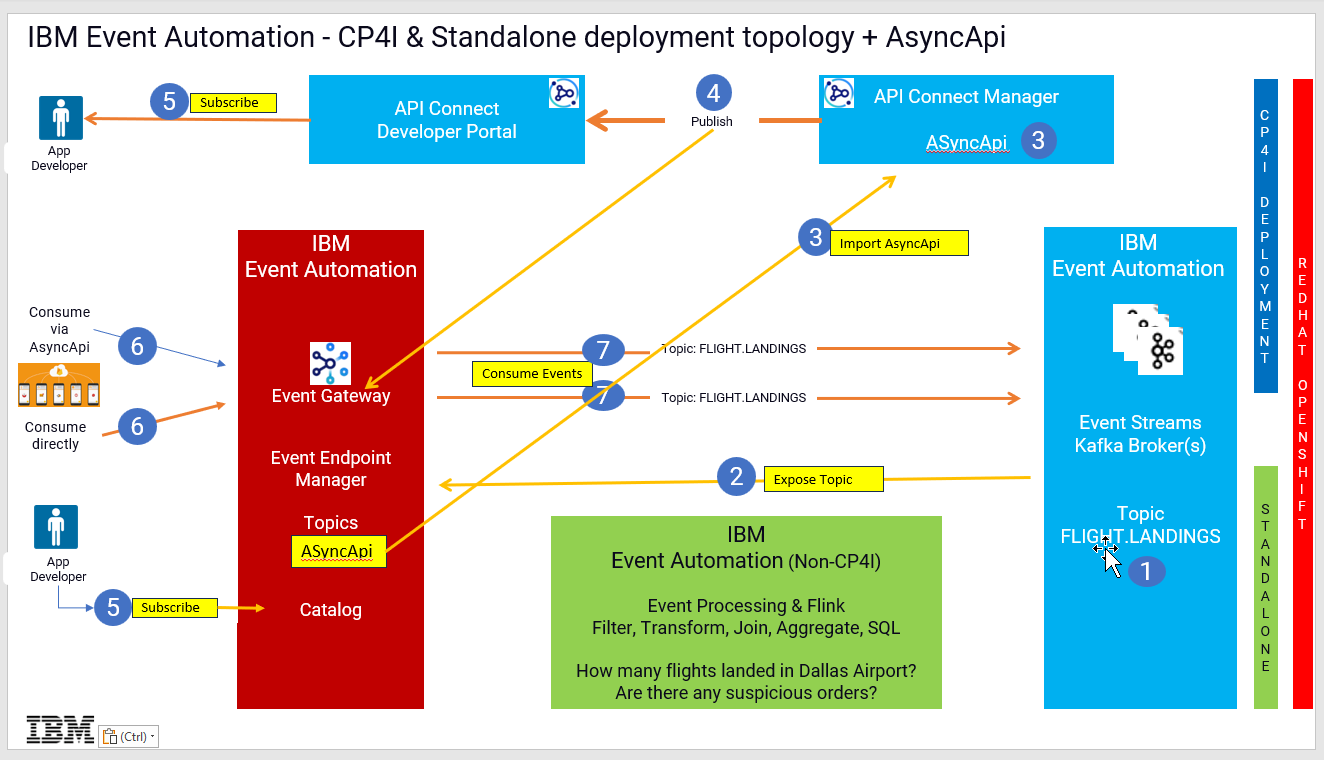 IBM Event Automation - CP4I & Standalone deployment topology + AsyncApi
5
Subscribe
App
Developer
API Connect
Developer Portal
4
Publish
API Connect Manager
ASyncApi
3
3
Import AsyncApi
IBM
Event Automation
Event Gateway
Event Endpoint
Manager
Topics
ASyncApi
Catalog
Consume
via
AsyncApi
6
Consume
directly
6
App
Developer
5
Subscribe
7
Topic: FLIGHT.LANDINGS
Consume Events
7
Topic: FLIGHT.LANDINGS
2
Expose Topic
IBM
Event Automation (Non-CP4I)
Event Processing & Flink
Filter, Transform, Join, Aggregate, SQL
How many flights landed in Dallas Airport?
Are there any suspicious orders?
IBM
Event Automation
Event Streams
Kafka Broker(s)
Topic
FLIGHT.LANDINGS
1
CP4I DEPLOYMENT
STANDALONE
REDHAT OPENSHIFT
IBM
(Ctrl)